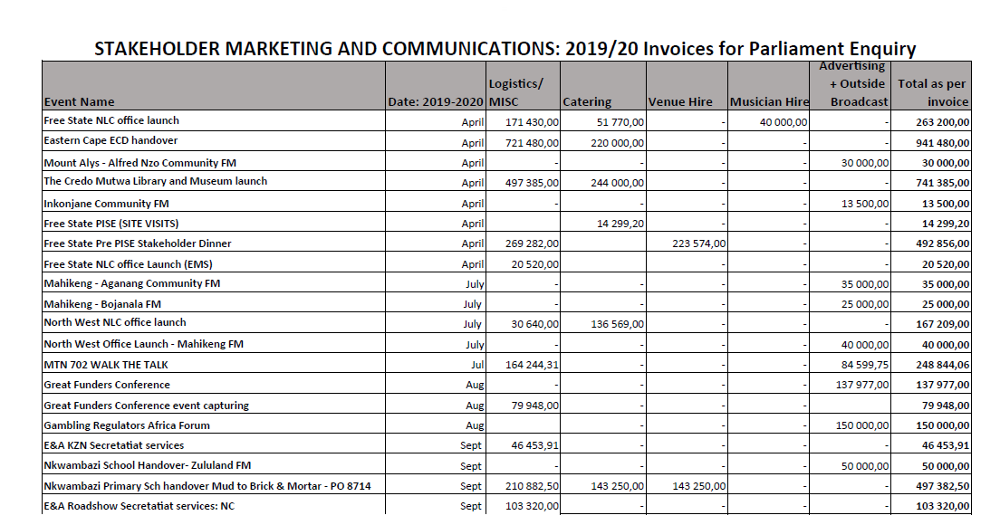 STAKEHOLDER MARKETING AND COMMUNICATIONS: 2019/20 Invoices for Parliament Enquiry
Event Name Date: 2019-2020 Logistics/ MISC Catering Venue Hire Musician Hire Advertising + Outside Broadcast Total as per invoice
Free State NLC office launch April 171 430,00 51 770,00 - 40 000,00 - 263 200,00
Eastern Cape ECD handover April 721 480,00 220 000,00 - - - 941 480,00
Mount Alys - Alfred Nzo Community FM April - - - - 30 000,00 30 000,00
The Credo Mutwa Library and Museum launch April 497 385,00 244 000,00 - - - 741 385,00
Inkonjane Community FM April - - - - 13 500,00 13 500,00
Free State PISE (SITE VISITS) April 14 299,20 - - - 14 299,20
Free State Pre PISE Stakeholder Dinner April 269 282,00 223 574,00 - - 492 856,00
Free State NLC office Launch (EMS) April 20 520,00 - - - 20 520,00
Mahikeng - Aganang Community FM July - - - - 35 000,00 35 000,00
Mahikeng - Bojanala FM July - - - - 25 000,00 25 000,00
North West NLC office launch July 30 640,00 136 569,00 - - - 167 209,00
North West Office Launch - Mahikeng FM July - - - - 40 000,00 40 000,00
MTN 702 WALK THE TALK Jul 164 244,31 - - - 84 599,75 248 844,06
Great Funders Conference Aug - - - - 137 977,00 137 977,00
Great Funders Conference event capturing Aug 79 948,00 - - - 79 948,00
Gambling Regulators Africa Forum Aug - - - 150 000,00 150 000,00
E&A KZN Secretatiat services Sept 46 453,91 - - - - 46 453,91
Nkwambazi School Handover- Zululand FM Sept - - - - 50 000,00 50 000,00
Nkwambazi Primary Sch handover Mud to Brick & Mortar - PO 8714 Sept 210 882,50 143 250,00 143 250,00 - - 497 382,50
E&A Roadshow Secretatiat services: NC Sept 103 320,00 - - - - 103 320,00